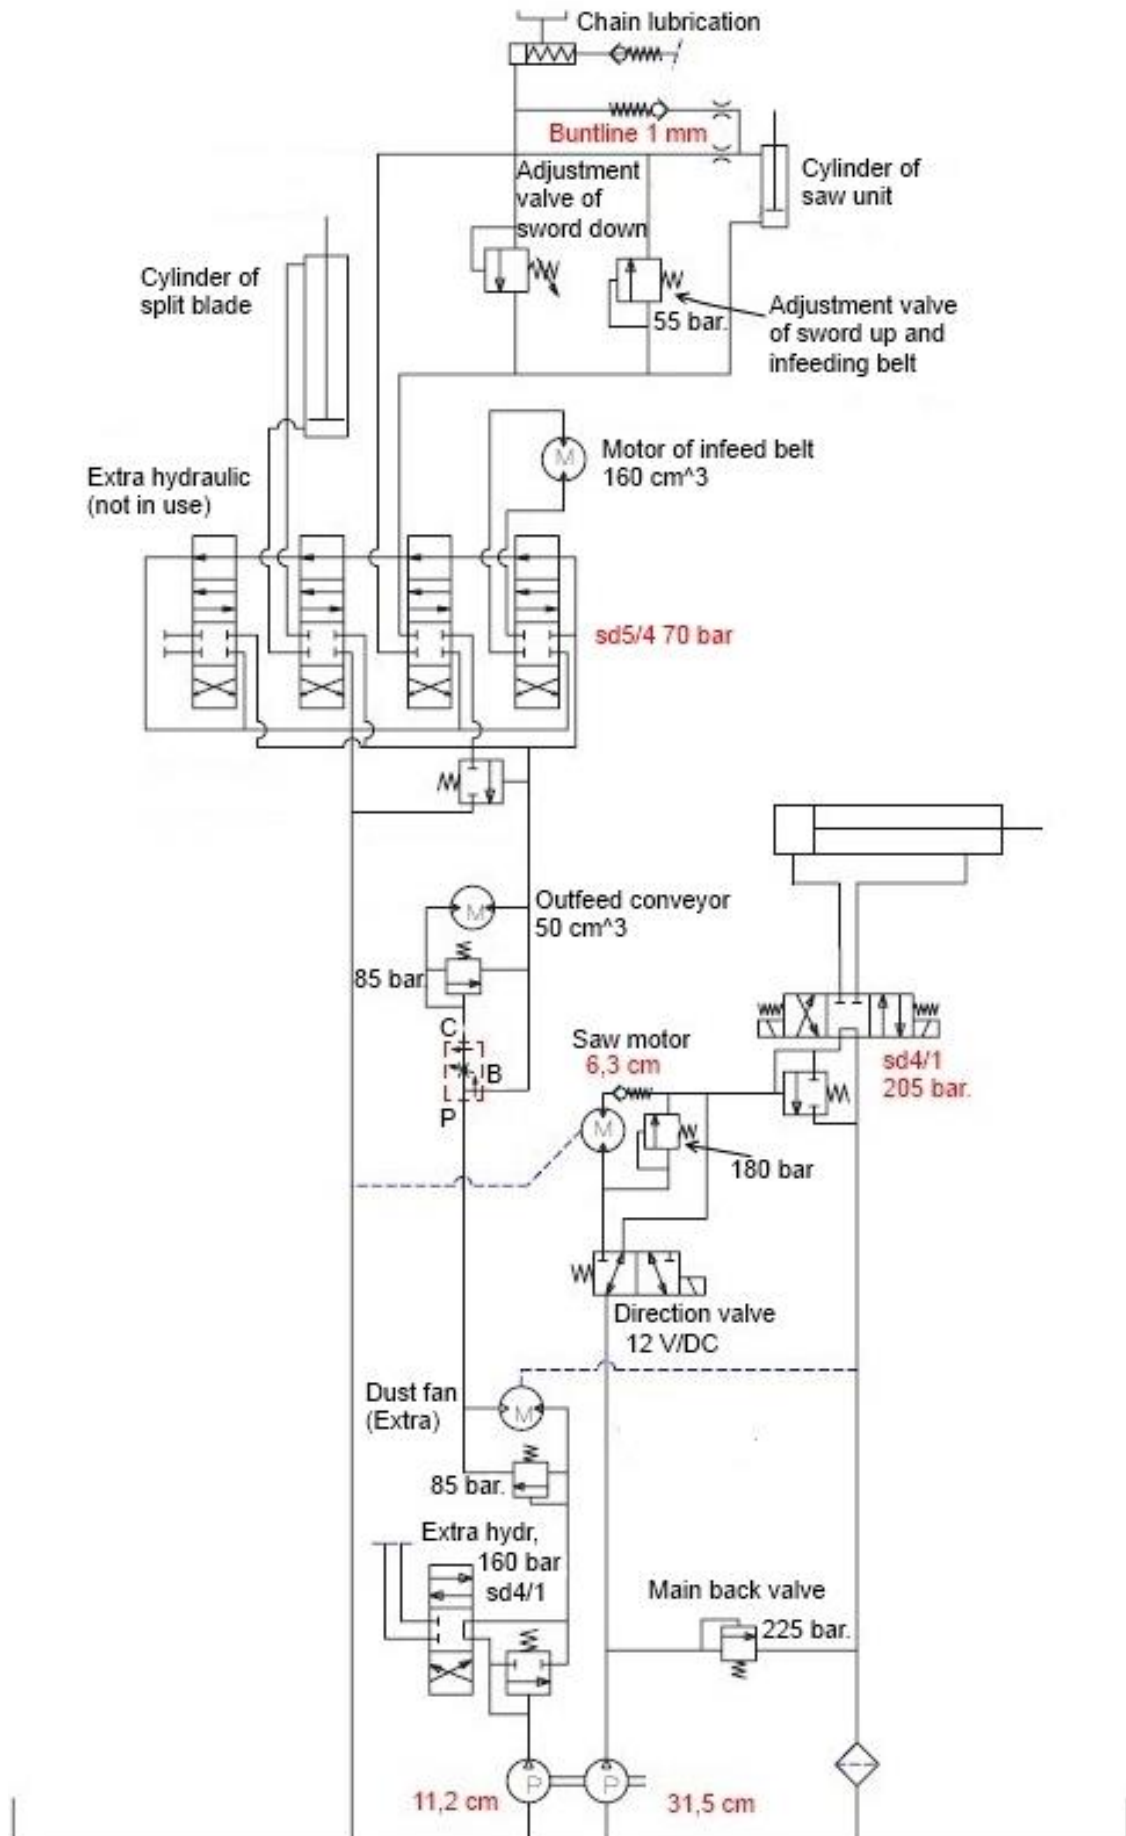 Chain lubrication
Buntline 1 mm
Adjustment
valve of
sword down
Cylinder of
saw unit
Cylinder of
split blade
55 bar.
Adjustment valve
of sword up and
infeeding belt
M
Motor of infeed belt
160 cm^3
Extra hydraulic
(not in use)
sd5/4 70 bar
M
Outfeed conveyor
50 cm^3
85 bar.
C
B
P
Saw motor
6,3 cm
M
sd4/1
205 bar.
180 bar
Direction valve
12 V/DC
Dust fan
(Extra)
M
85 bar.
Extra hydr,
160 bar
sd4/1
Main back valve
225 bar.
P
P
11,2 cm
31,5 cm